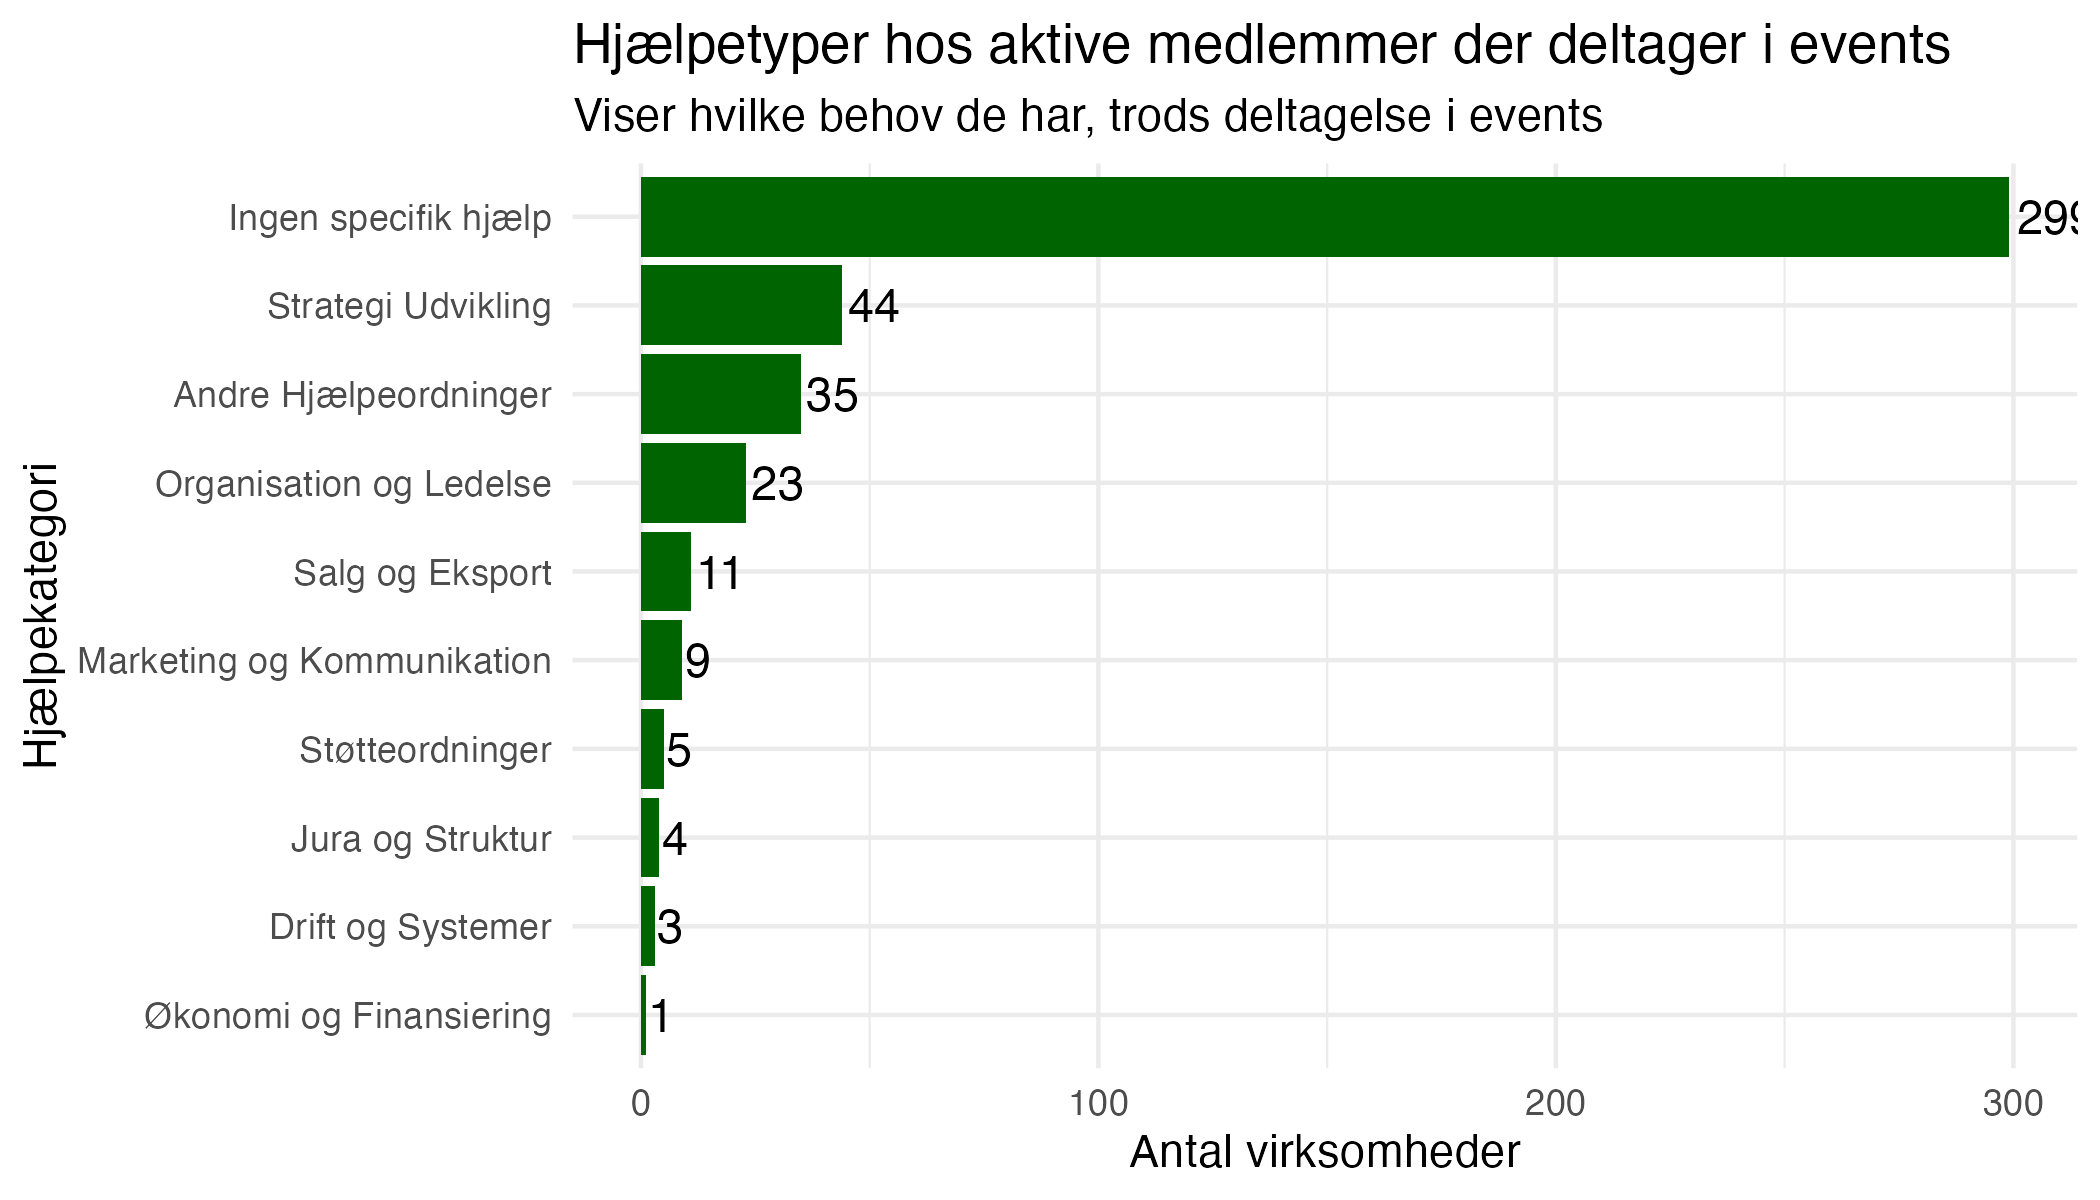 Hjælpetyper hos aktive medlemmer der deltager i events
Viser hvilke behov de har, trods deltagelse i events
Hjælpekategori
Ingen specifik hjælp 299
Strategi Udvikling 44
Andre Hjælpeordninger 35
Organisation og Ledelse 23
Salg og Eksport 11
Marketing og Kommunikation 9
Støtteordninger 5
Jura og Struktur 4
Drift og Systemer 3
Økonomi og Finansiering 1
0 100 200 300
Antal virksomheder